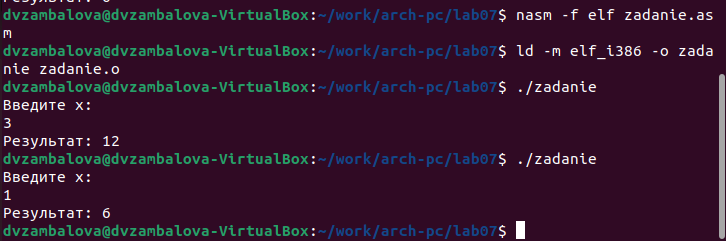 Результат: 6
dvzambalova@dvzambalova-VirtualBox:~/work/arch-pc/lab07$ nasm -f elf zadanie.as
m
dvzambalova@dvzambalova-VirtualBox:~/work/arch-pc/lab07$ ld -m elf_i386 -o zada
nie zadanie.o
dvzambalova@dvzambalova-VirtualBox:~/work/arch-pc/lab07$ ./zadanie
Введите x:
3
Результат: 12
dvzambalova@dvzambalova-VirtualBox:~/work/arch-pc/lab07$ ./zadanie
Введите x:
1
Результат: 6
dvzambalova@dvzambalova-VirtualBox:~/work/arch-pc/lab07$